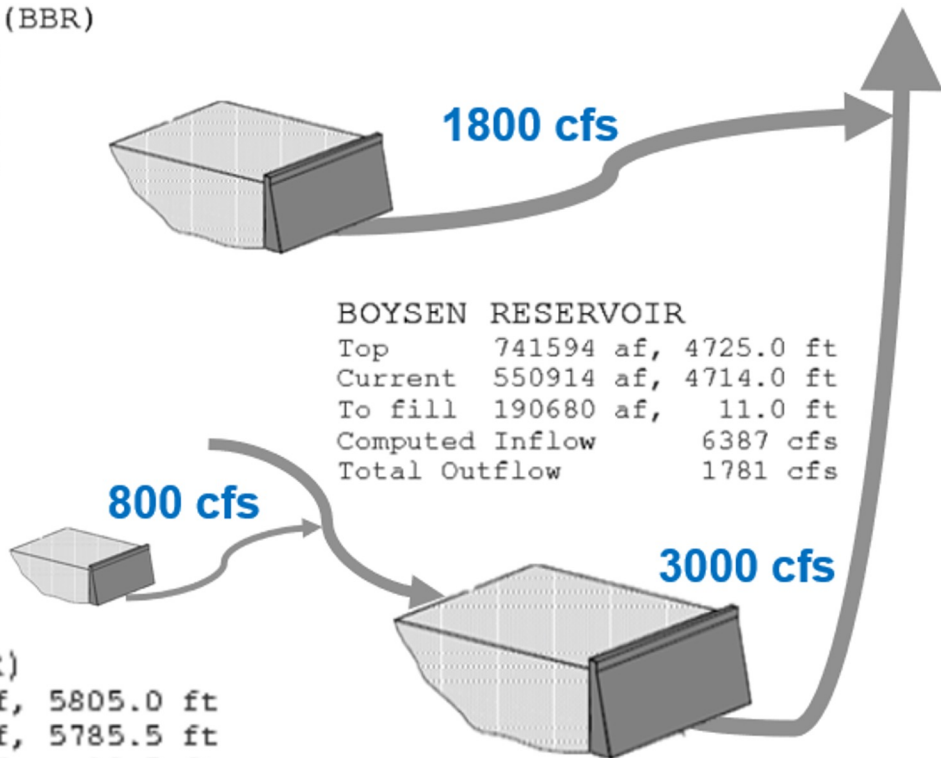 (BBR)
1800 cfs
BOYSEN RESERVOIR
Top 741594 af, 4725.0 ft
Current 550914 af, 4714.0 ft
To fill 190680 af, 11.0 ft
Computed Inflow 6387 cfs
Total Outflow 1781 cfs
800 cfs
3000 cfs
)
, 5805.0 ft
, 5785.5 ft